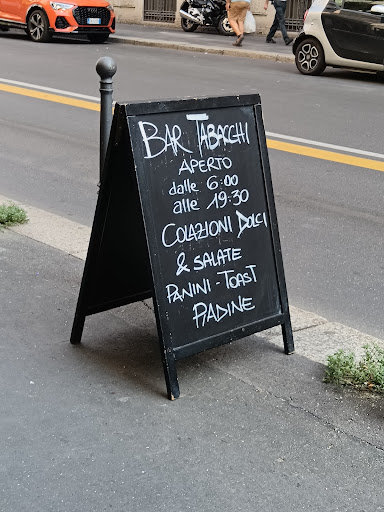 BAR TABACCHI
APERTO
dalle 6:00
alle 19:30
COLAZIONI DOLCI
& SALATE
PANINI - TOAST
PIADINE